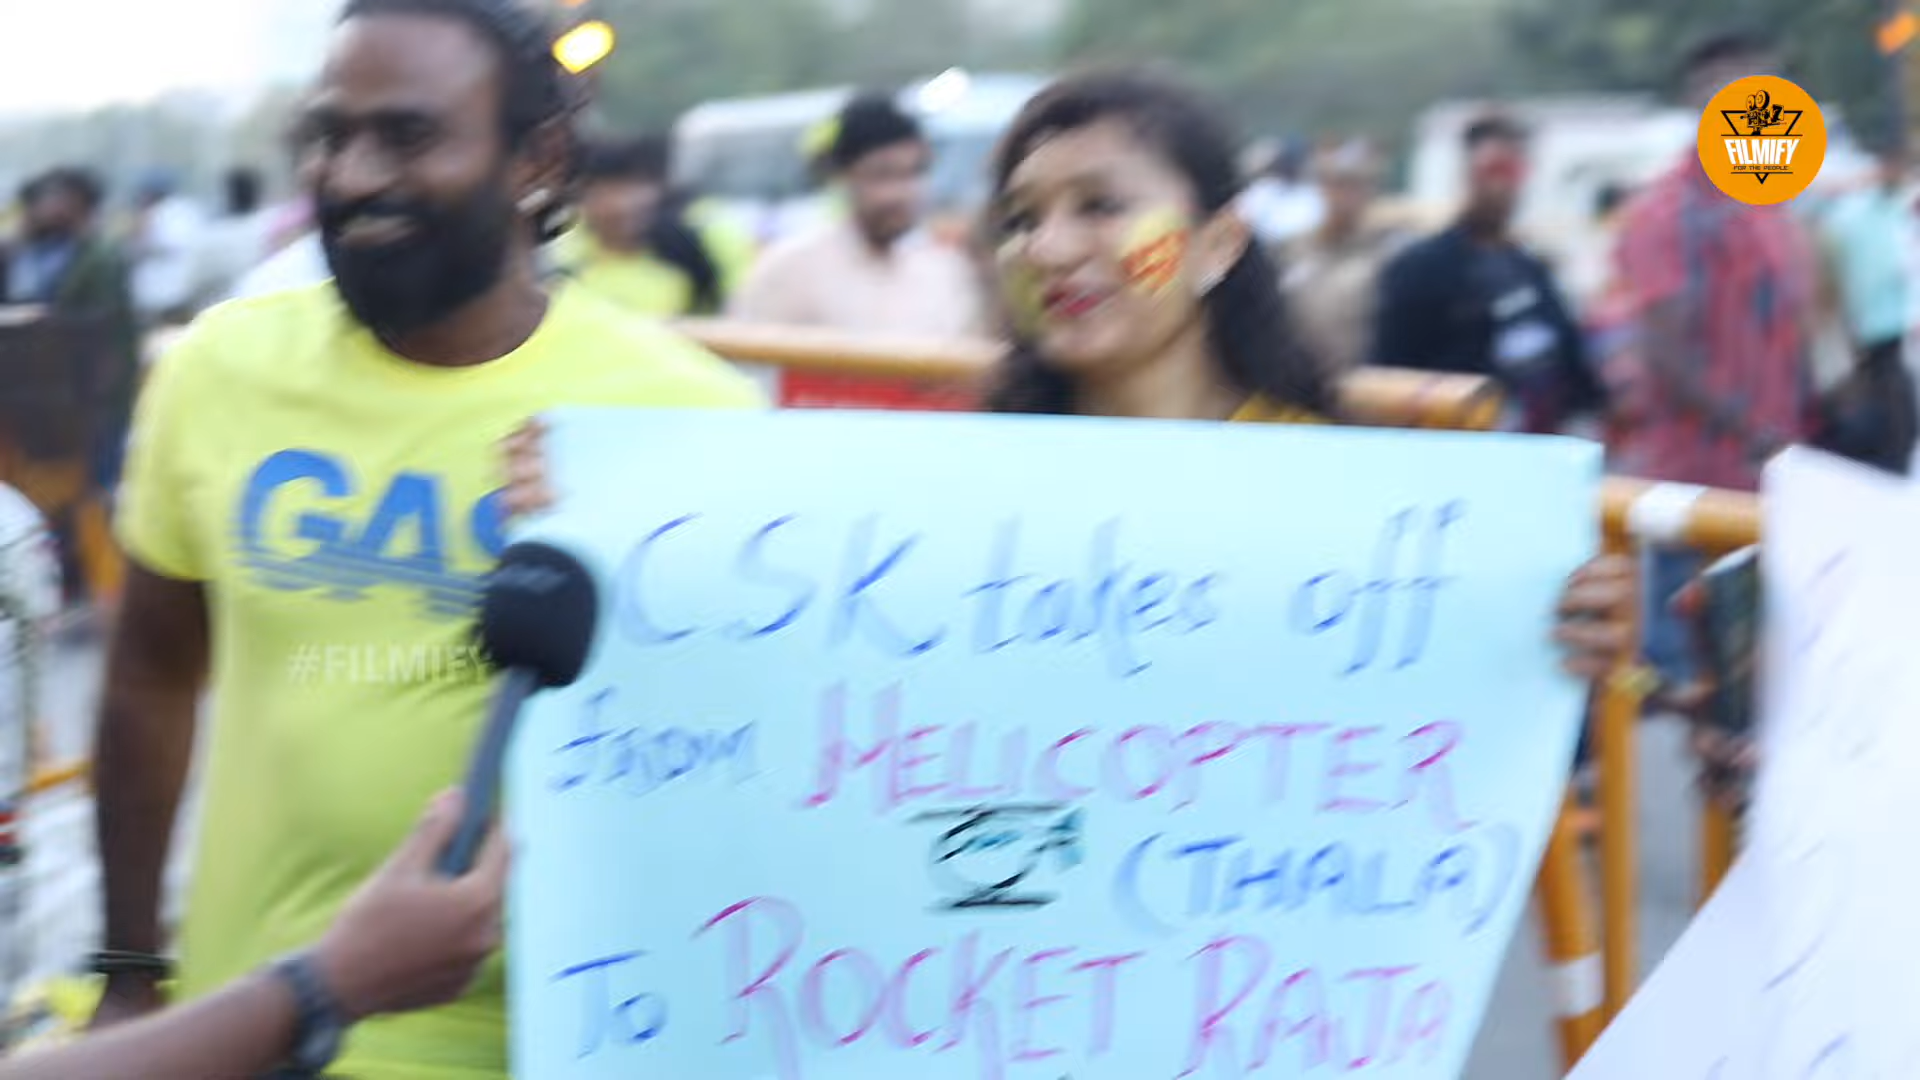 FILMIFY
FOR THE PEOPLE
GAS
#FILMIFY
CSK takes off
from HELICOPTER
(THALA)
To ROCKET RAJA